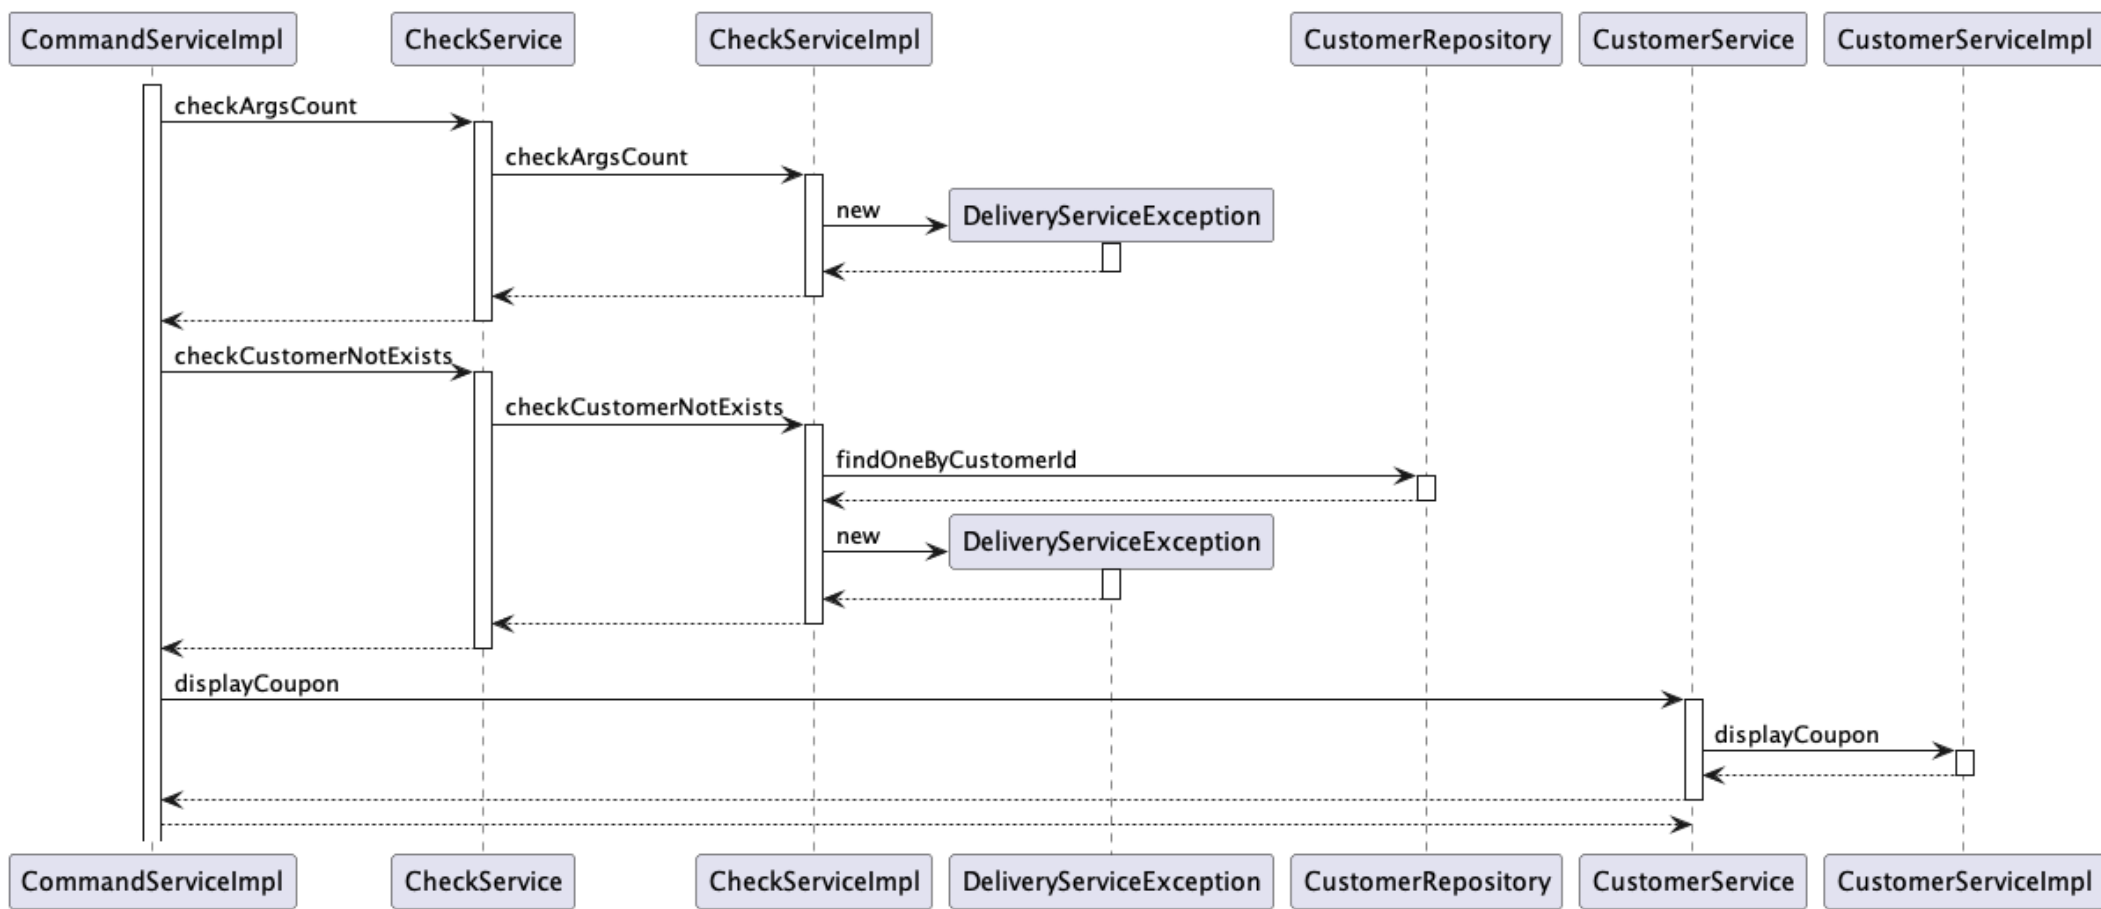 CommandServiceImpl
CheckService
CheckServiceImpl
CustomerRepository
CustomerService
CustomerServiceImpl
checkArgsCount
checkArgsCount
new
DeliveryServiceException
checkCustomerNotExists
checkCustomerNotExists
findOneByCustomerId
new
DeliveryServiceException
displayCoupon
displayCoupon
CommandServiceImpl
CheckService
CheckServiceImpl
DeliveryServiceException
CustomerRepository
CustomerService
CustomerServiceImpl